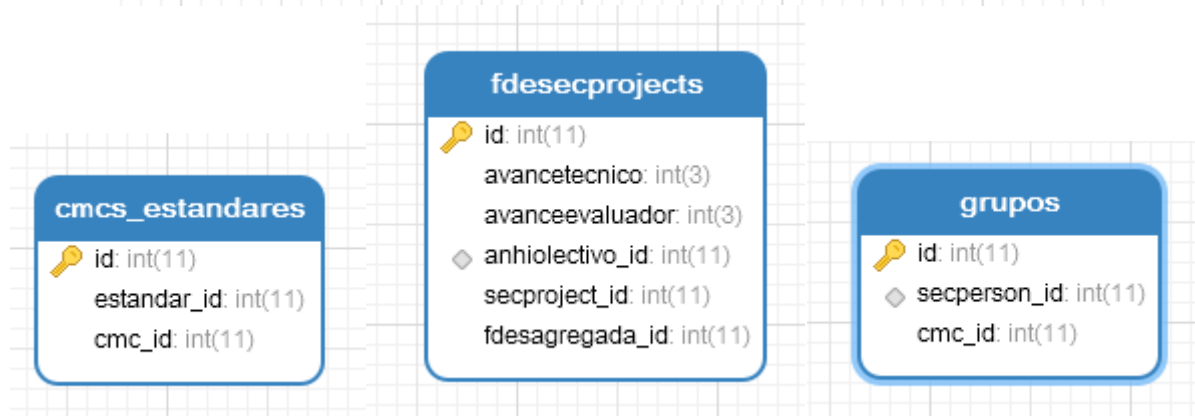 cmcs_estandares
id: int(11)
estandar_id: int(11)
cmc_id: int(11)
fdesecprojects
id: int(11)
avancetecnico: int(3)
avanceevaluador: int(3)
anhiolectivo_id: int(11)
secproject_id: int(11)
fdesagregada_id: int(11)
grupos
id: int(11)
secperson_id: int(11)
cmc_id: int(11)